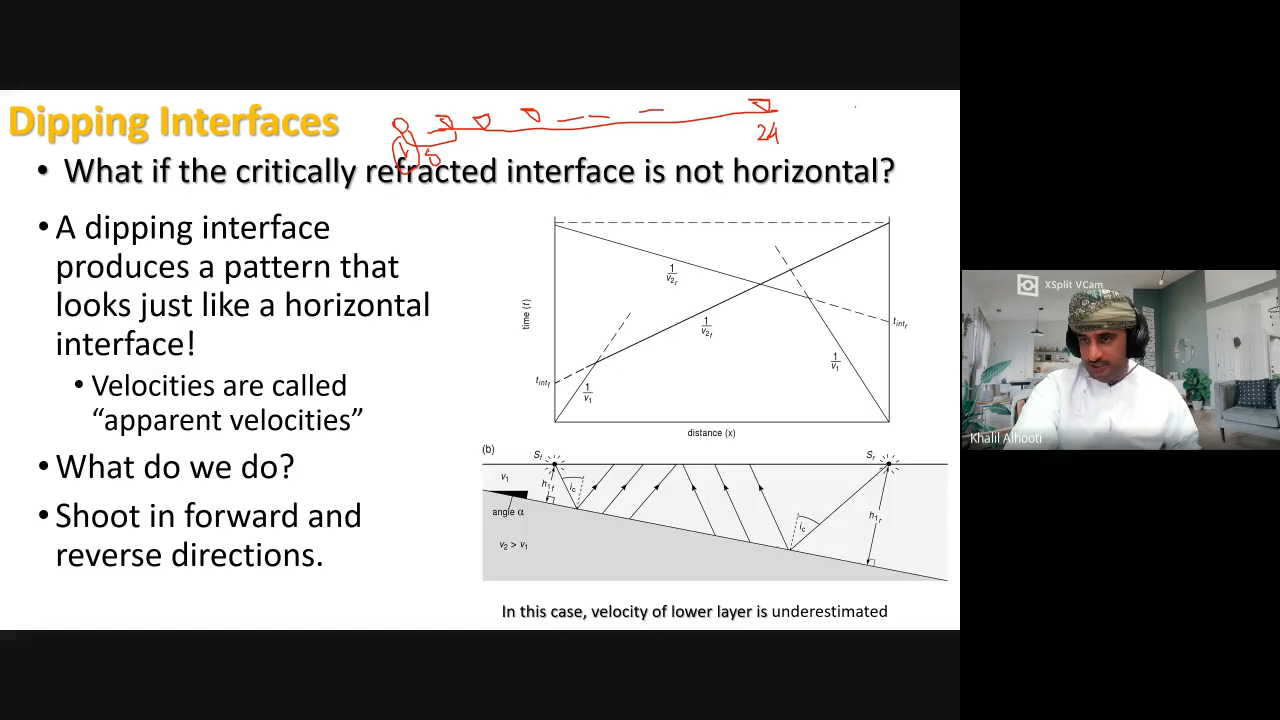 Dipping Interfaces
24
• What if the critically refracted interface is not horizontal?
• A dipping interface
produces a pattern that
looks just like a horizontal
interface!
• Velocities are called
“apparent velocities”
• What do we do?
• Shoot in forward and
reverse directions.
time (t)
1/v2r
1/v2f
tintr
1/v1
tintf
1/v1
distance (x)
(b)
Sf
Sr
v1
h1f
ic
angle α
ic
h1r
v2 > v1
In this case, velocity of lower layer is underestimated
XSplit VCam
Khalil Alhooti